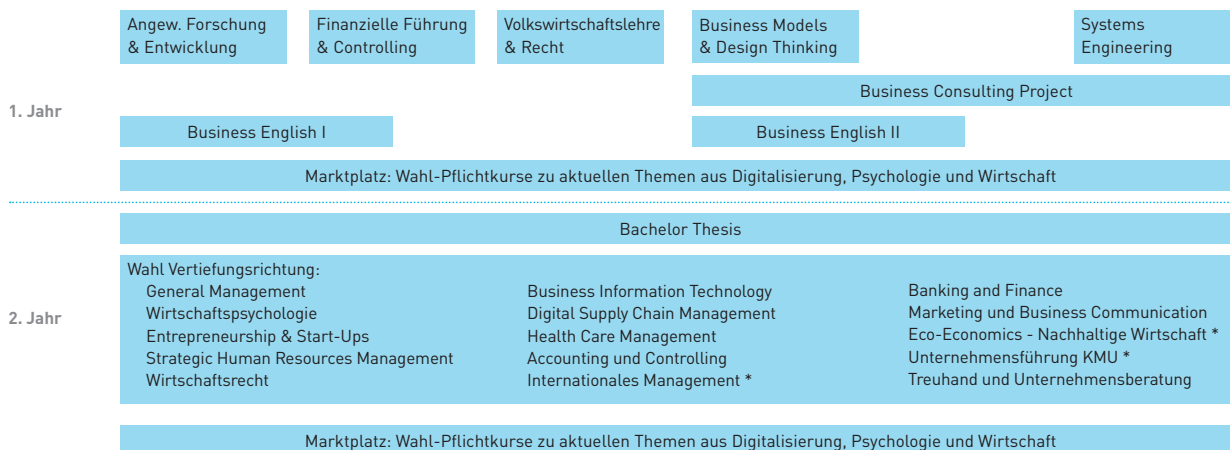 Angew. Forschung
& Entwicklung
Finanzielle Führung
& Controlling
Volkswirtschaftslehre
& Recht
Business Models
& Design Thinking
Systems
Engineering
1. Jahr
Business Consulting Project
Business English I
Business English II
Marktplatz: Wahl-Pflichtkurse zu aktuellen Themen aus Digitalisierung, Psychologie und Wirtschaft
Bachelor Thesis
2. Jahr
Wahl Vertiefungsrichtung:
General Management
Wirtschaftspsychologie
Entrepreneurship & Start-Ups
Strategic Human Resources Management
Wirtschaftsrecht
Business Information Technology
Digital Supply Chain Management
Health Care Management
Accounting und Controlling
Internationales Management *
Banking and Finance
Marketing und Business Communication
Eco-Economics - Nachhaltige Wirtschaft *
Unternehmensführung KMU *
Treuhand und Unternehmensberatung
Marktplatz: Wahl-Pflichtkurse zu aktuellen Themen aus Digitalisierung, Psychologie und Wirtschaft